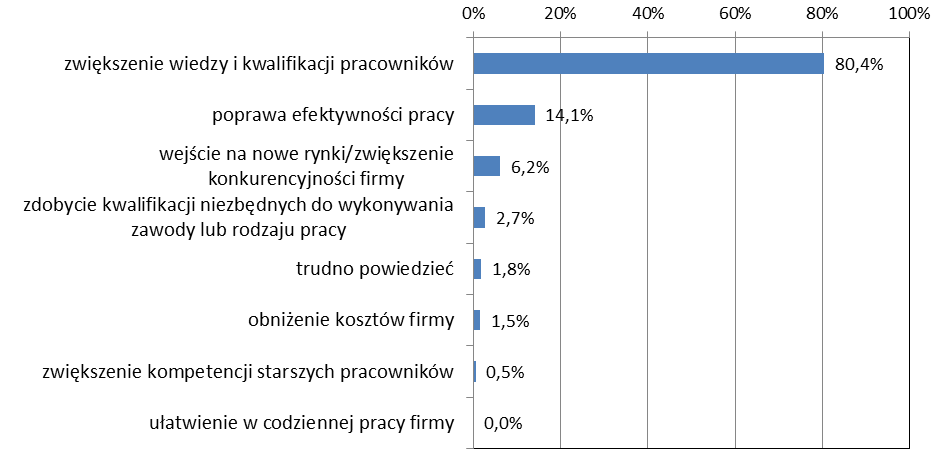 0% 20% 40% 60% 80% 100%
zwiększenie wiedzy i kwalifikacji pracowników 80,4%
poprawa efektywności pracy 14,1%
wejście na nowe rynki/zwiększenie
konkurencyjności firmy 6,2%
zdobycie kwalifikacji niezbędnych do wykonywania
zawody lub rodzaju pracy 2,7%
trudno powiedzieć 1,8%
obniżenie kosztów firmy 1,5%
zwiększenie kompetencji starszych pracowników 0,5%
ułatwienie w codziennej pracy firmy 0,0%